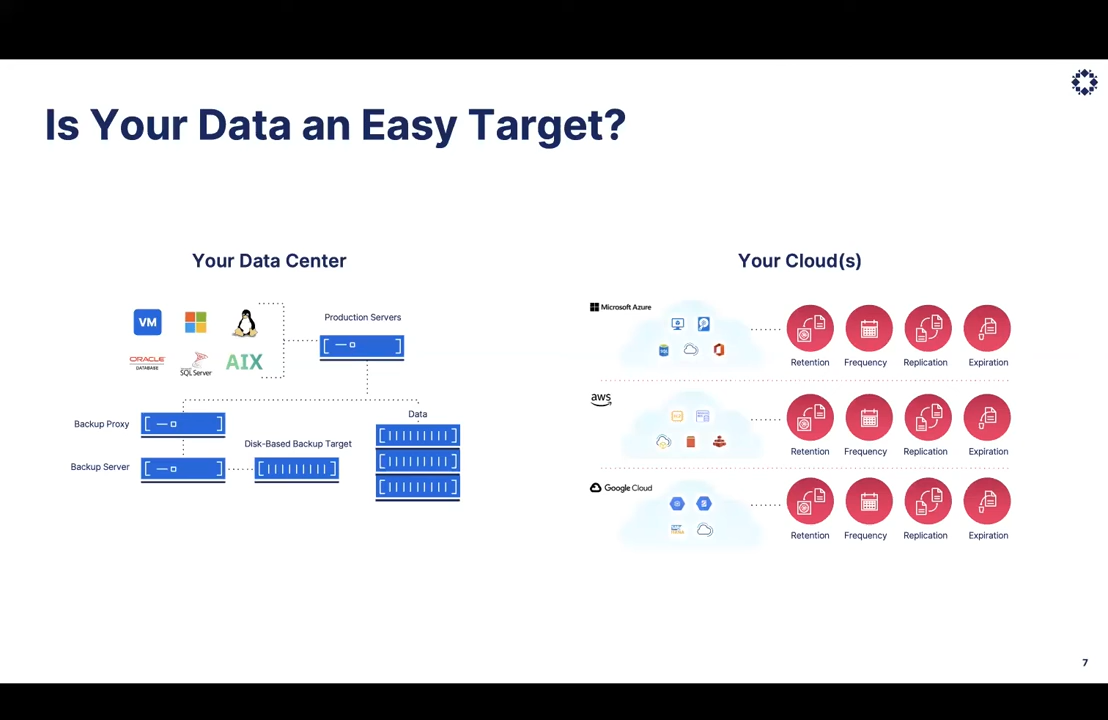 Is Your Data an Easy Target?
Your Data Center
VM
ORACLE
DATABASE
SQL Server
AIX
Production Servers
Backup Proxy
Backup Server
Disk-Based Backup Target
Data
Your Cloud(s)
Microsoft Azure
SQL
Retention Frequency Replication Expiration
aws
Retention Frequency Replication Expiration
Google Cloud
Retention Frequency Replication Expiration
7